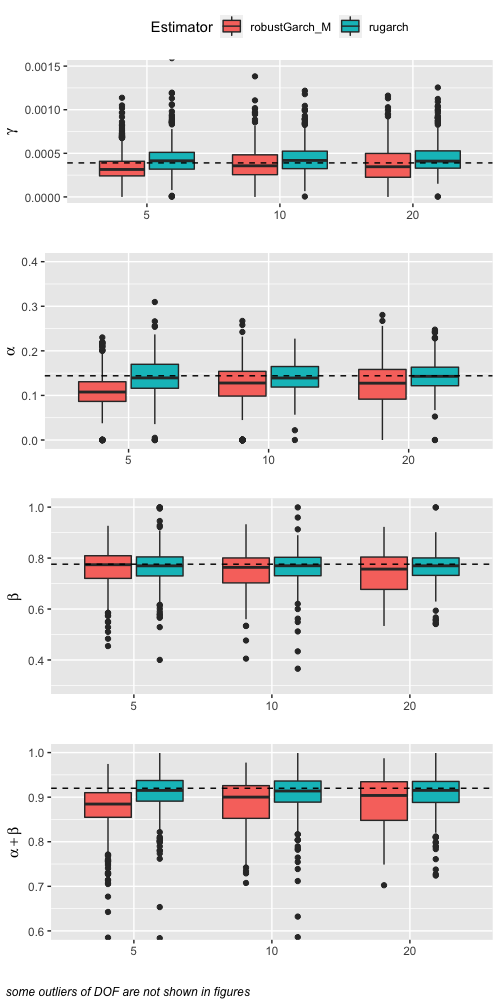 Estimator robustGarch_M rugarch
0.0015
0.0010
0.0005
0.0000
γ
5 10 20
0.4
0.3
0.2
0.1
0.0
α
5 10 20
1.0
0.8
0.6
0.4
β
5 10 20
1.0
0.9
0.8
0.7
0.6
α + β
5 10 20
some outliers of DOF are not shown in figures